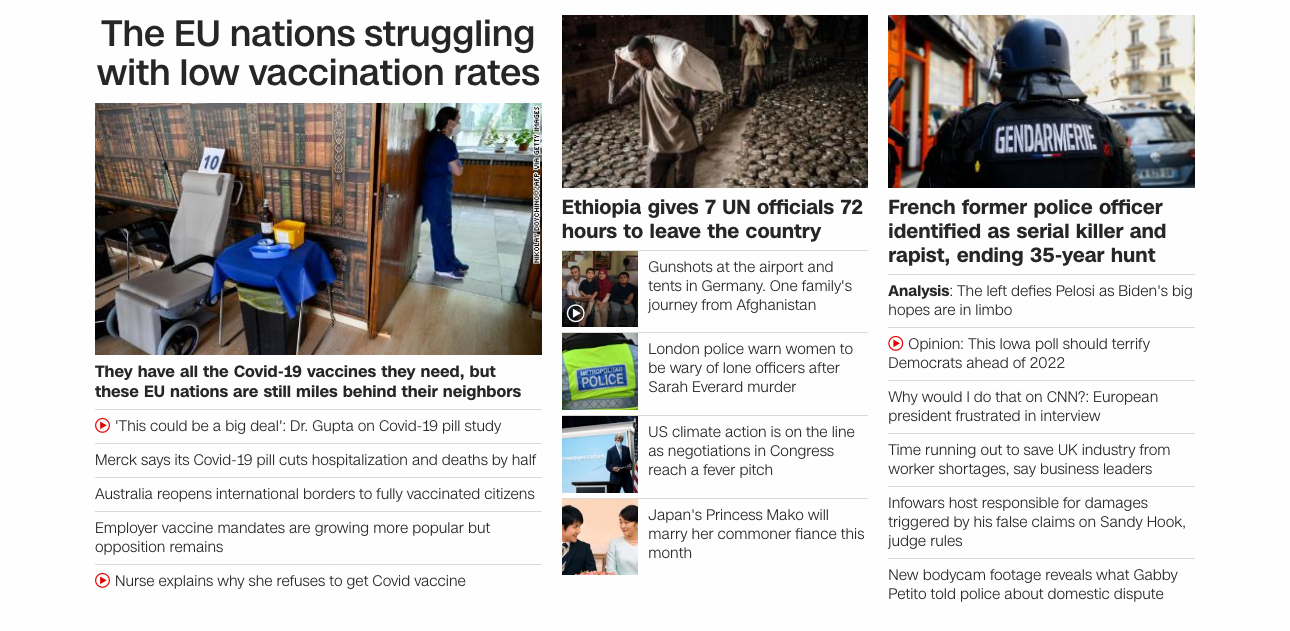 The EU nations struggling
with low vaccination rates
10
NIKOLAY DOYCHINOV/AFP VIA GETTY IMAGES
They have all the Covid-19 vaccines they need, but
these EU nations are still miles behind their neighbors
'This could be a big deal': Dr. Gupta on Covid-19 pill study
Merck says its Covid-19 pill cuts hospitalization and deaths by half
Australia reopens international borders to fully vaccinated citizens
Employer vaccine mandates are growing more popular but
opposition remains
Nurse explains why she refuses to get Covid vaccine
Ethiopia gives 7 UN officials 72
hours to leave the country
Gunshots at the airport and
tents in Germany. One family's
journey from Afghanistan
METROPOLITAN
POLICE
London police warn women to
be wary of lone officers after
Sarah Everard murder
US climate action is on the line
as negotiations in Congress
reach a fever pitch
Japan's Princess Mako will
marry her commoner fiance this
month
GENDARMERIE
French former police officer
identified as serial killer and
rapist, ending 35-year hunt
Analysis: The left defies Pelosi as Biden's big
hopes are in limbo
Opinion: This Iowa poll should terrify
Democrats ahead of 2022
Why would I do that on CNN?: European
president frustrated in interview
Time running out to save UK industry from
worker shortages, say business leaders
Infowars host responsible for damages
triggered by his false claims on Sandy Hook,
judge rules
New bodycam footage reveals what Gabby
Petito told police about domestic dispute